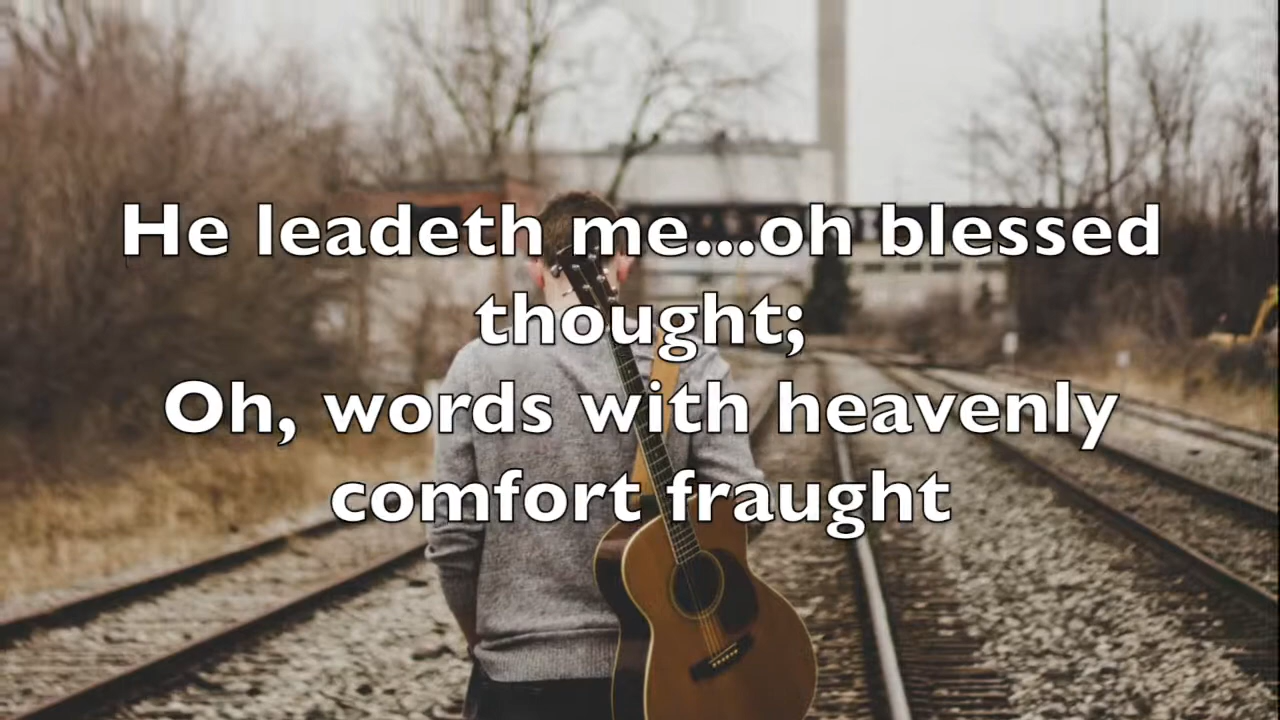 He leadeth me...oh blessed
thought;
Oh, words with heavenly
comfort fraught